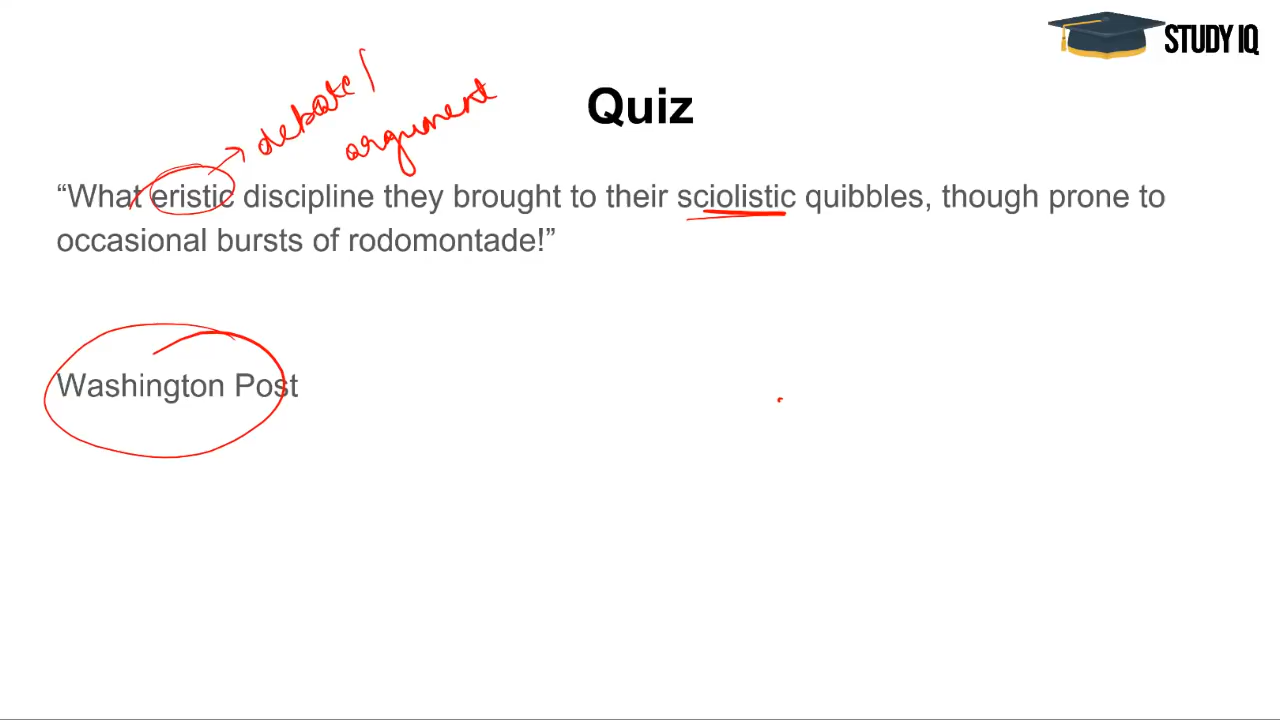 STUDY IQ
Quiz
debate/
argument
“What eristic discipline they brought to their sciolistic quibbles, though prone to
occasional bursts of rodomontade!”
Washington Post